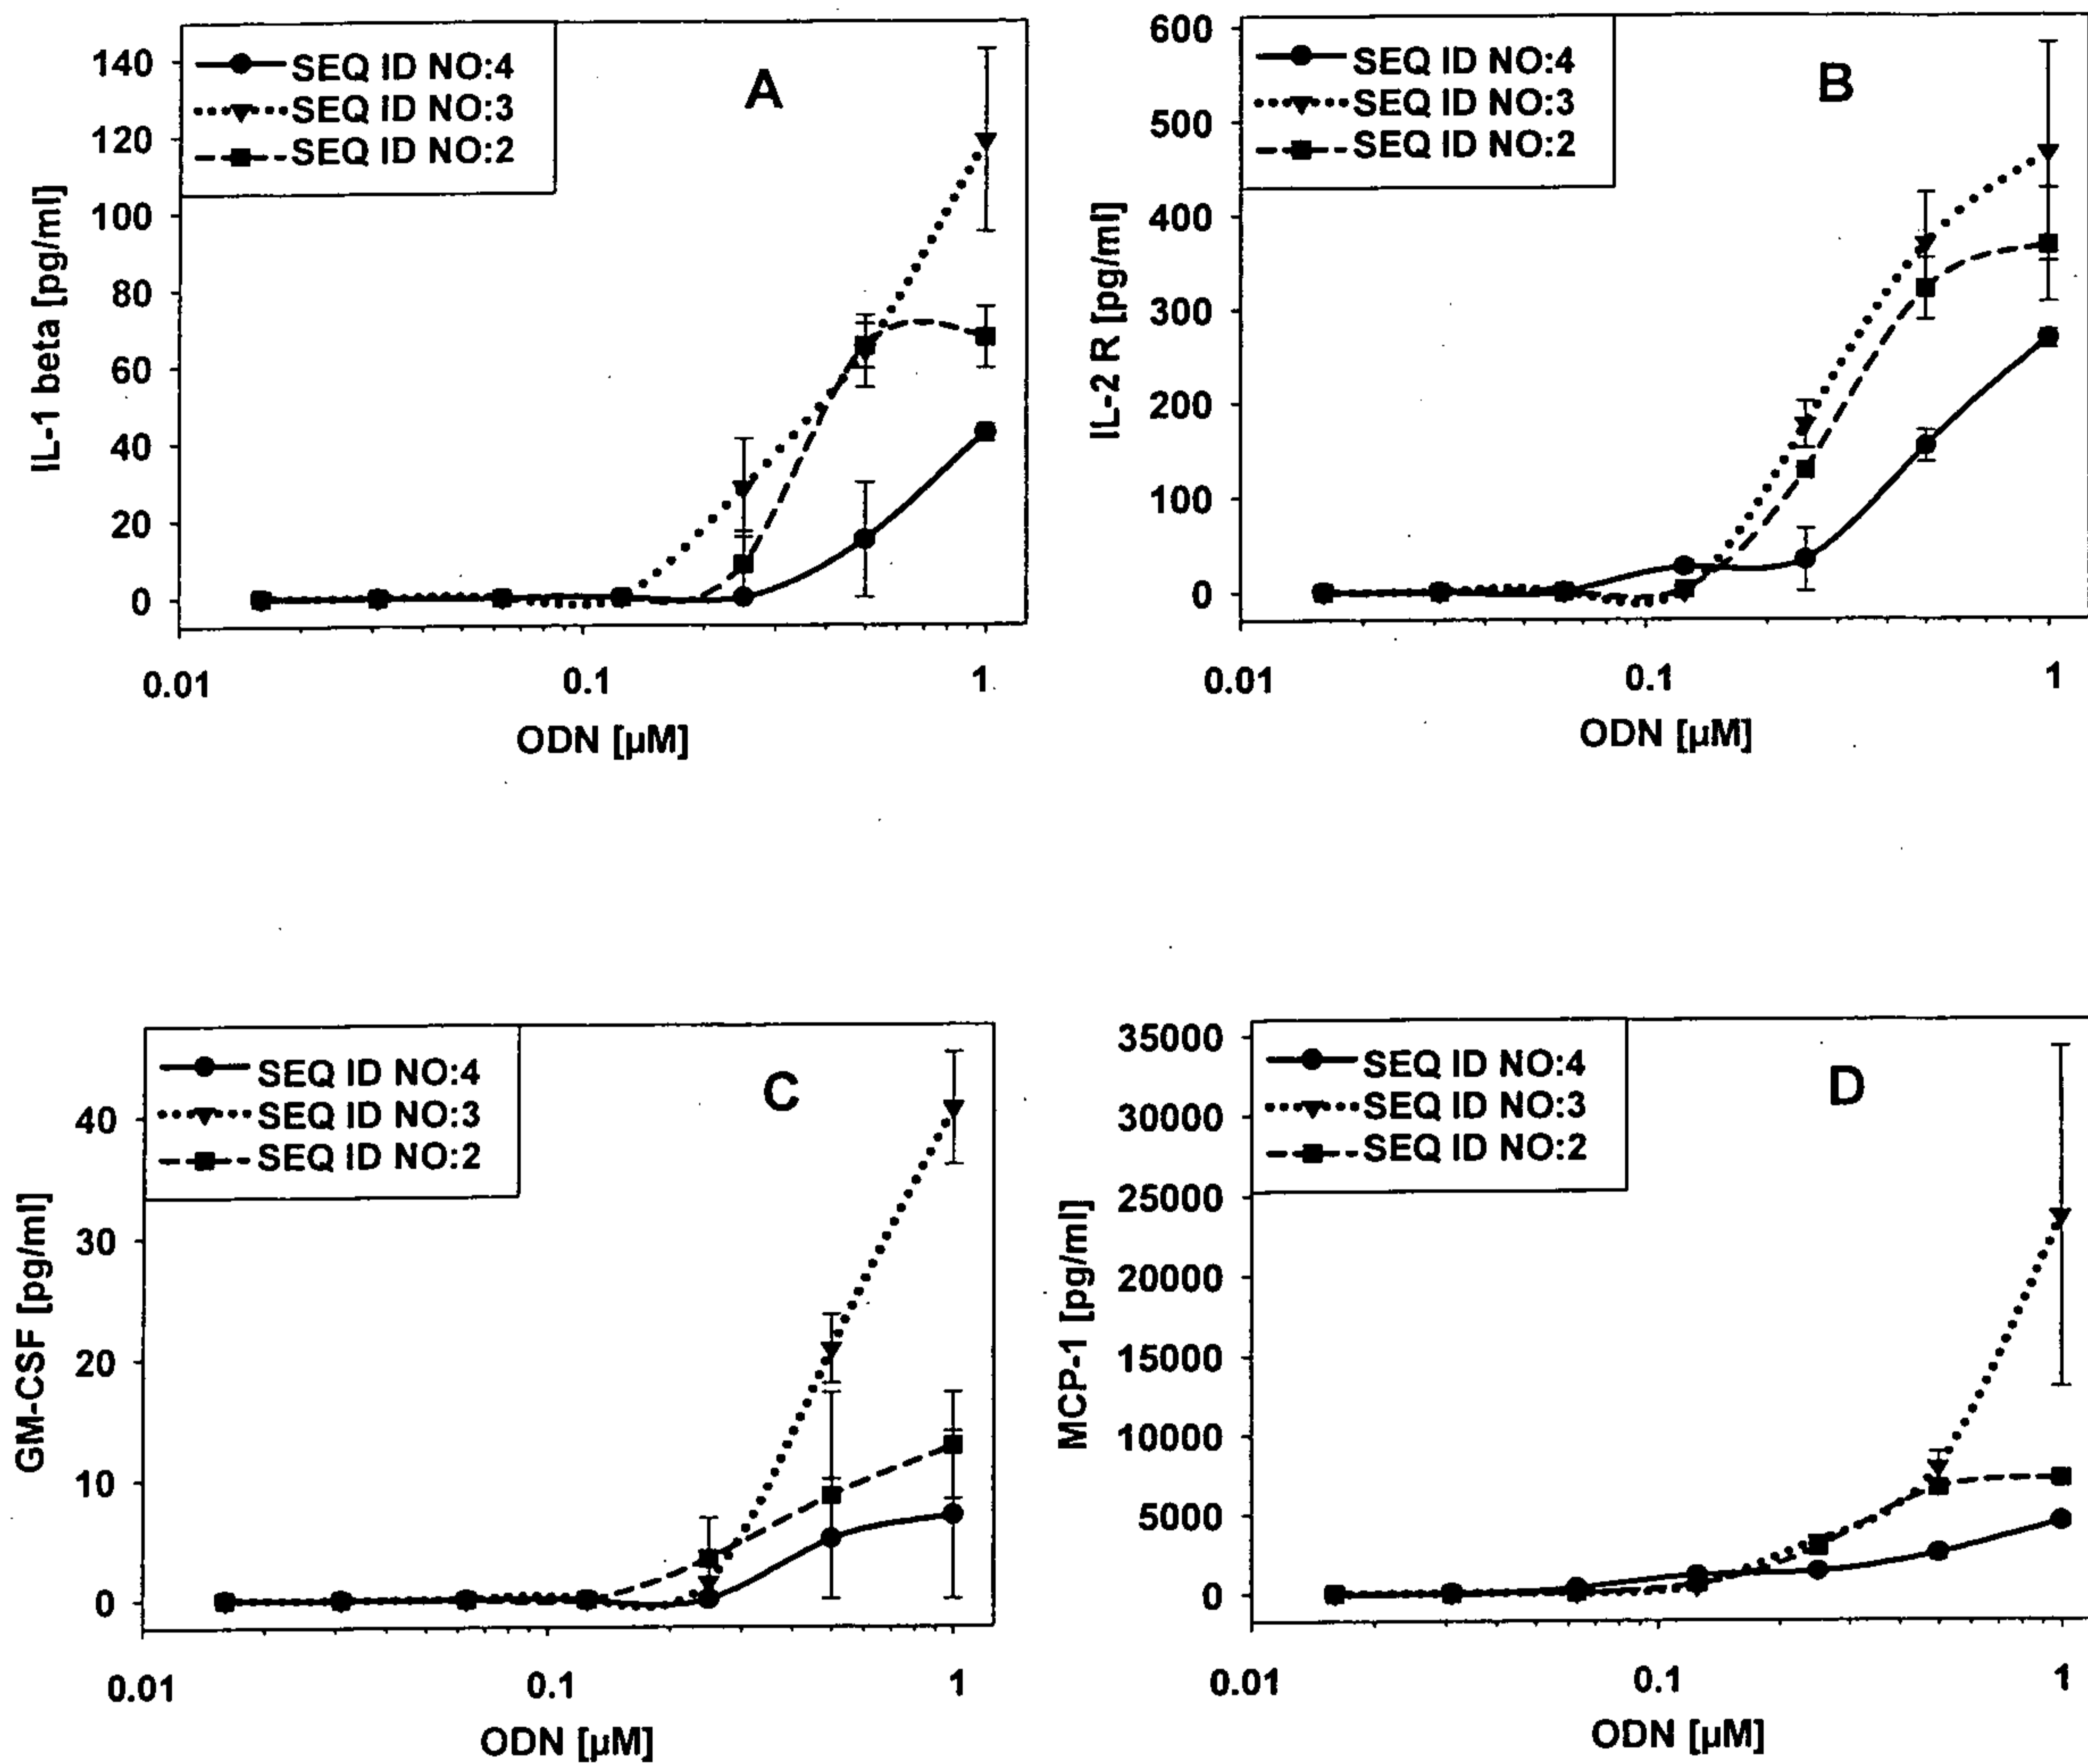 A
SEQ ID NO:4
SEQ ID NO:3
SEQ ID NO:2
IL-1 beta [pg/ml]
140
120
100
80
60
40
20
0
0.01
0.1
1
ODN [µM]
B
SEQ ID NO:4
SEQ ID NO:3
SEQ ID NO:2
IL-2 R [pg/ml]
600
500
400
300
200
100
0
0.01
0.1
1
ODN [µM]
C
SEQ ID NO:4
SEQ ID NO:3
SEQ ID NO:2
GM-CSF [pg/ml]
40
30
20
10
0
0.01
0.1
1
ODN [µM]
D
SEQ ID NO:4
SEQ ID NO:3
SEQ ID NO:2
MCP-1 [pg/ml]
35000
30000
25000
20000
15000
10000
5000
0
0.01
0.1
1
ODN [µM]